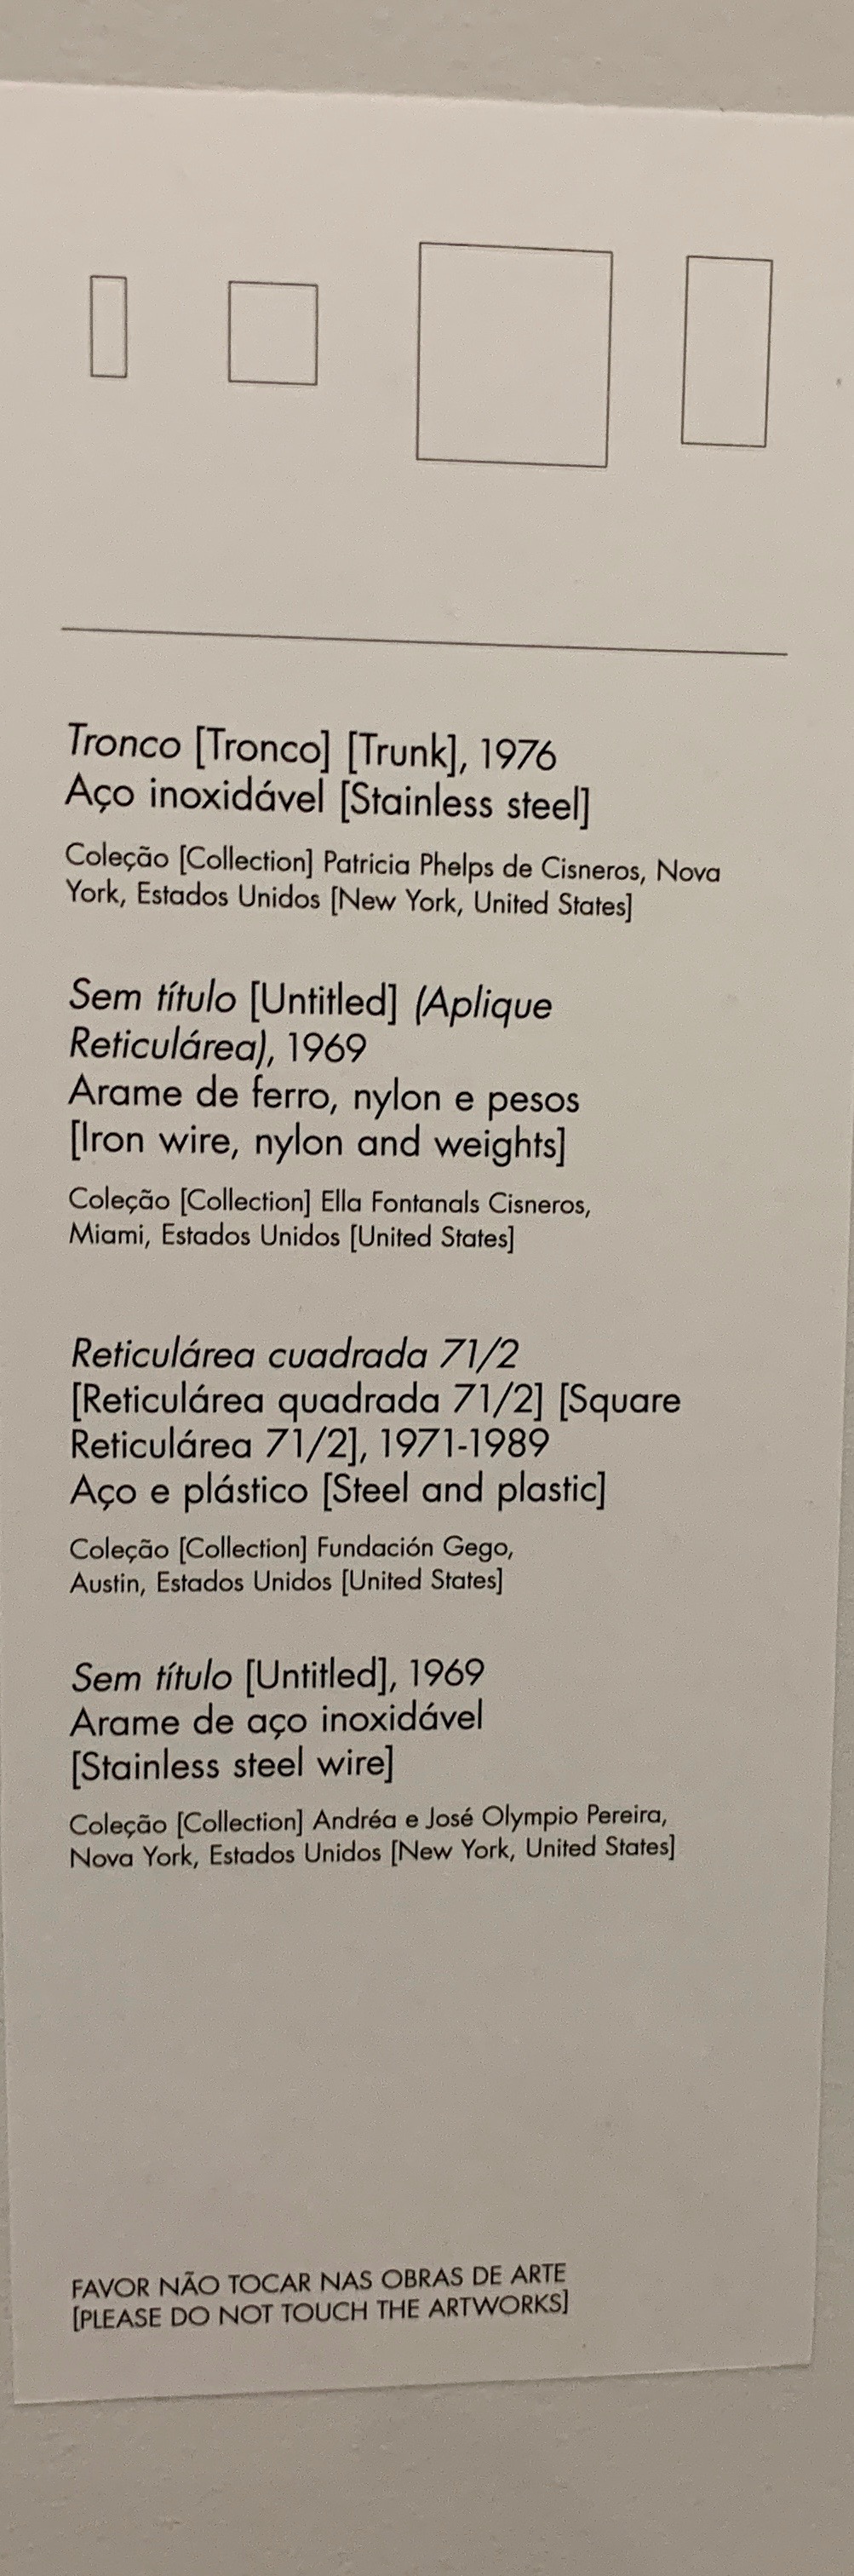 Tronco [Tronco] [Trunk], 1976
Aço inoxidável [Stainless steel]
Coleção [Collection] Patricia Phelps de Cisneros, Nova
York, Estados Unidos [New York, United States]
Sem título [Untitled] (Aplique
Reticulárea), 1969
Arame de ferro, nylon e pesos
[Iron wire, nylon and weights]
Coleção [Collection] Ella Fontanals Cisneros,
Miami, Estados Unidos [United States]
Reticulárea cuadrada 71/2
[Reticulárea quadrada 71/2] [Square
Reticulárea 71/2], 1971-1989
Aço e plástico [Steel and plastic]
Coleção [Collection] Fundación Gego,
Austin, Estados Unidos [United States]
Sem título [Untitled], 1969
Arame de aço inoxidável
[Stainless steel wire]
Coleção [Collection] Andréa e José Olympio Pereira,
Nova York, Estados Unidos [New York, United States]
FAVOR NÃO TOCAR NAS OBRAS DE ARTE
[PLEASE DO NOT TOUCH THE ARTWORKS]